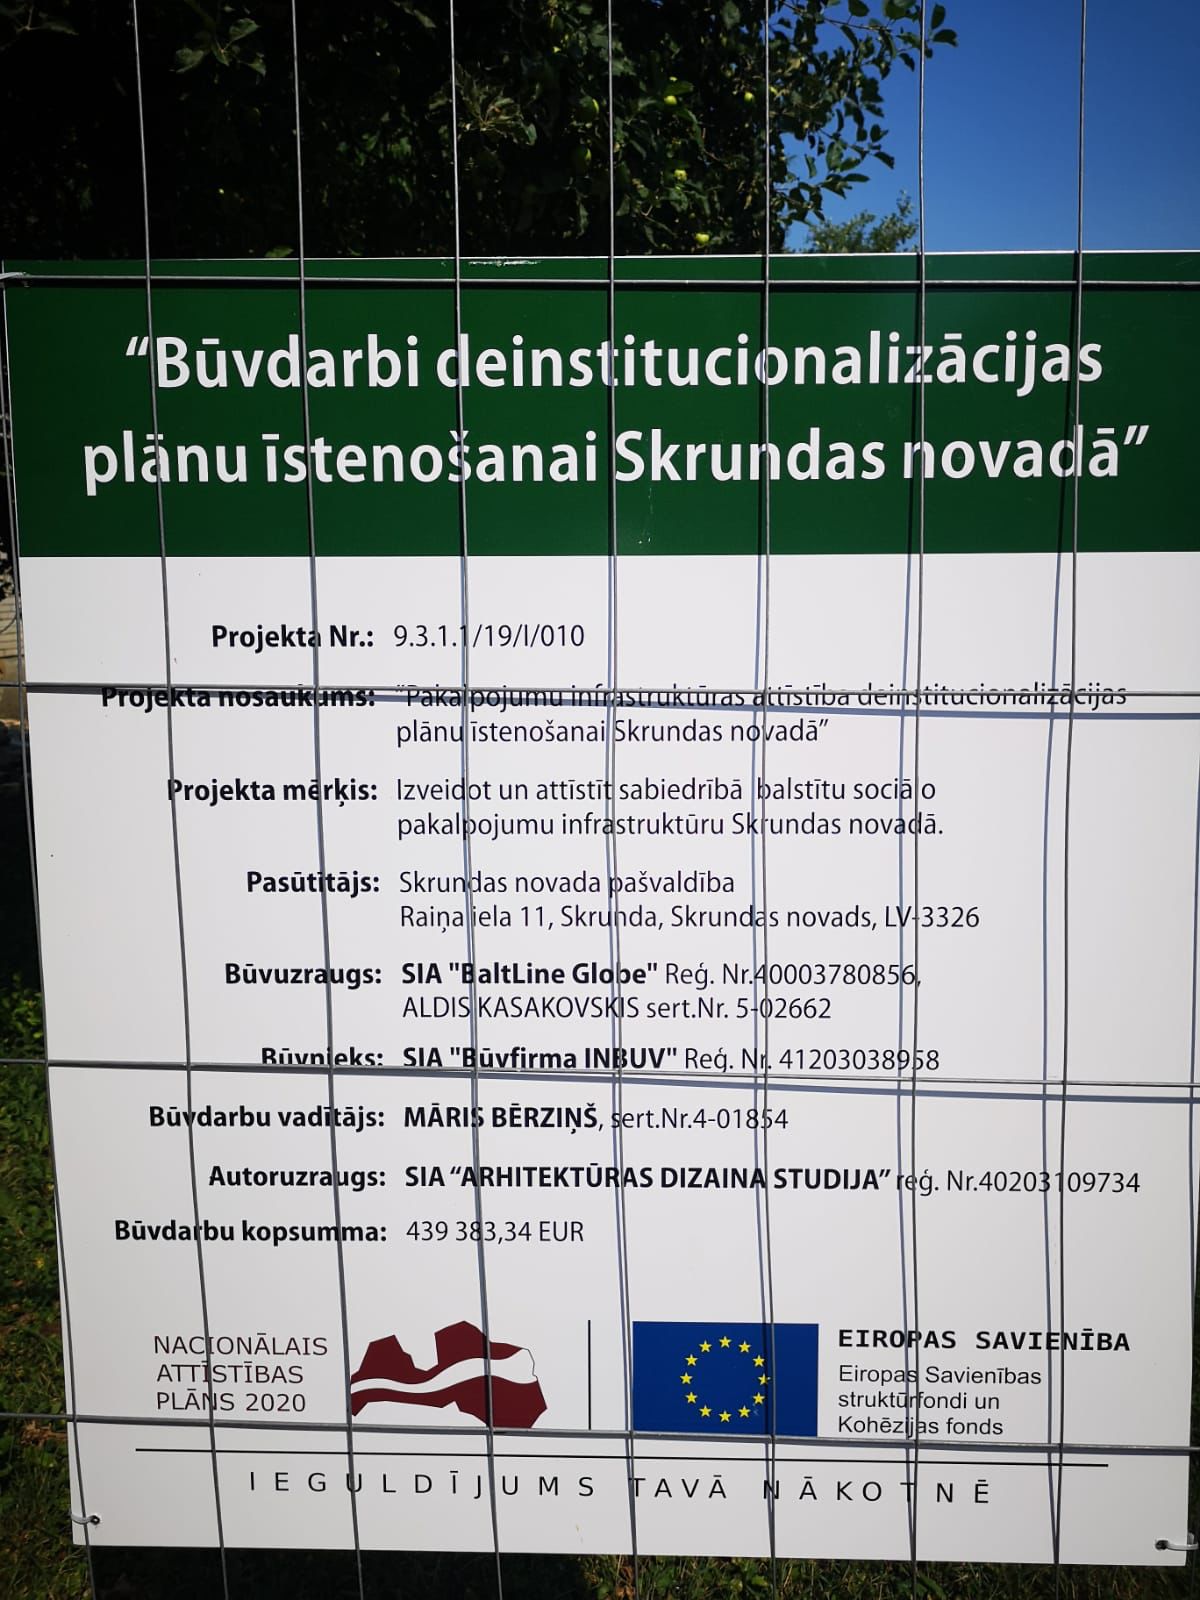 “Būvdarbi deinstitucionalizācijas
plānu īstenošanai Skrundas novadā”
Projekta Nr.: 9.3.1.1/19/I/010
Projekta nosaukums: “Pakalpojumu infrastruktūras attīstība deinstitucionalizācijas
plānu īstenošanai Skrundas novadā”
Projekta mērķis: Izveidot un attīstīt sabiedrībā balstītu sociālo
pakalpojumu infrastruktūru Skrundas novadā.
Pasūtītājs: Skrundas novada pašvaldība
Raiņa iela 11, Skrunda, Skrundas novads, LV-3326
Būvuzraugs: SIA "BaltLine Globe" Reģ. Nr.40003780856,
ALDIS KASAKOVSKIS sert.Nr. 5-02662
Būvnieks: SIA "Būvfirma INBUV" Reģ. Nr. 41203038958
Būvdarbu vadītājs: MĀRIS BĒRZIŅŠ, sert.Nr.4-01854
Autoruzraugs: SIA “ARHITEKTŪRAS DIZAINA STUDIJA” reģ. Nr.40203109734
Būvdarbu kopsumma: 439 383,34 EUR
NACIONĀLAIS
ATTĪSTĪBAS
PLĀNS 2020
EIROPAS SAVIENĪBA
Eiropas Savienības
struktūrfondi un
Kohēzijas fonds
IEGULDĪJUMS TAVĀ NĀKOTNĒ